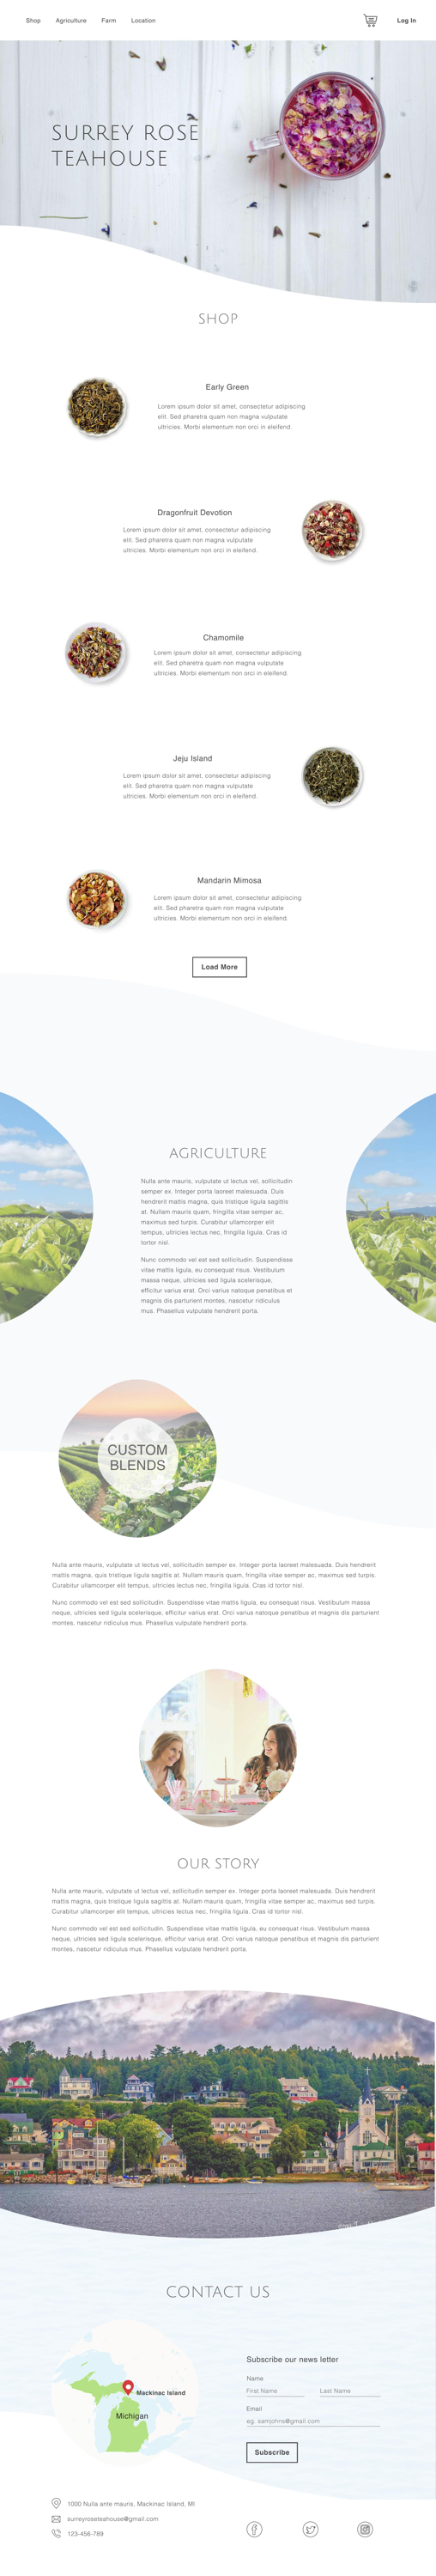 Shop Agriculture Farm Location Log In
SURREY ROSE
TEAHOUSE
SHOP
Early Green
Lorem ipsum dolor sit amet, consectetur adipiscing
elit. Sed pharetra quam non magna vulputate
ultricies. Morbi elementum non orci in eleifend.
Dragonfruit Devotion
Lorem ipsum dolor sit amet, consectetur adipiscing
elit. Sed pharetra quam non magna vulputate
ultricies. Morbi elementum non orci in eleifend.
Chamomile
Lorem ipsum dolor sit amet, consectetur adipiscing
elit. Sed pharetra quam non magna vulputate
ultricies. Morbi elementum non orci in eleifend.
Jeju Island
Lorem ipsum dolor sit amet, consectetur adipiscing
elit. Sed pharetra quam non magna vulputate
ultricies. Morbi elementum non orci in eleifend.
Mandarin Mimosa
Lorem ipsum dolor sit amet, consectetur adipiscing
elit. Sed pharetra quam non magna vulputate
ultricies. Morbi elementum non orci in eleifend.
Load More
AGRICULTURE
Nulla ante mauris, vulputate ut lectus vel, sollicitudin
semper ex. Integer porta laoreet malesuada. Duis
hendrerit mattis magna, quis tristique ligula sagittis
at. Nullam mauris quam, fringilla vitae semper ac,
maximus sed turpis. Curabitur ullamcorper elit
tempus, ultricies lectus nec, fringilla ligula. Cras id
tortor nisl.
Nunc commodo vel est sed sollicitudin. Suspendisse
vitae mattis ligula, eu consequat risus. Vestibulum
massa neque, ultricies sed ligula scelerisque,
efficitur varius erat. Orci varius natoque penatibus et
magnis dis parturient montes, nascetur ridiculus
mus. Phasellus vulputate hendrerit porta.
CUSTOM
BLENDS
Nulla ante mauris, vulputate ut lectus vel, sollicitudin semper ex. Integer porta laoreet malesuada. Duis hendrerit
mattis magna, quis tristique ligula sagittis at. Nullam mauris quam, fringilla vitae semper ac, maximus sed turpis.
Curabitur ullamcorper elit tempus, ultricies lectus nec, fringilla ligula. Cras id tortor nisl.
Nunc commodo vel est sed sollicitudin. Suspendisse vitae mattis ligula, eu consequat risus. Vestibulum massa
neque, ultricies sed ligula scelerisque, efficitur varius erat. Orci varius natoque penatibus et magnis dis parturient
montes, nascetur ridiculus mus. Phasellus vulputate hendrerit porta.
OUR STORY
Nulla ante mauris, vulputate ut lectus vel, sollicitudin semper ex. Integer porta laoreet malesuada. Duis hendrerit
mattis magna, quis tristique ligula sagittis at. Nullam mauris quam, fringilla vitae semper ac, maximus sed turpis.
Curabitur ullamcorper elit tempus, ultricies lectus nec, fringilla ligula. Cras id tortor nisl.
Nunc commodo vel est sed sollicitudin. Suspendisse vitae mattis ligula, eu consequat risus. Vestibulum massa
neque, ultricies sed ligula scelerisque, efficitur varius erat. Orci varius natoque penatibus et magnis dis parturient
montes, nascetur ridiculus mus. Phasellus vulputate hendrerit porta.
CONTACT US
Mackinac Island
Michigan
Subscribe our news letter
Name
First Name Last Name
Email
eg. samjohns@gmail.com
Subscribe
1000 Nulla ante mauris, Mackinac Island, MI
surreyroseteahouse@gmail.com
123-456-789